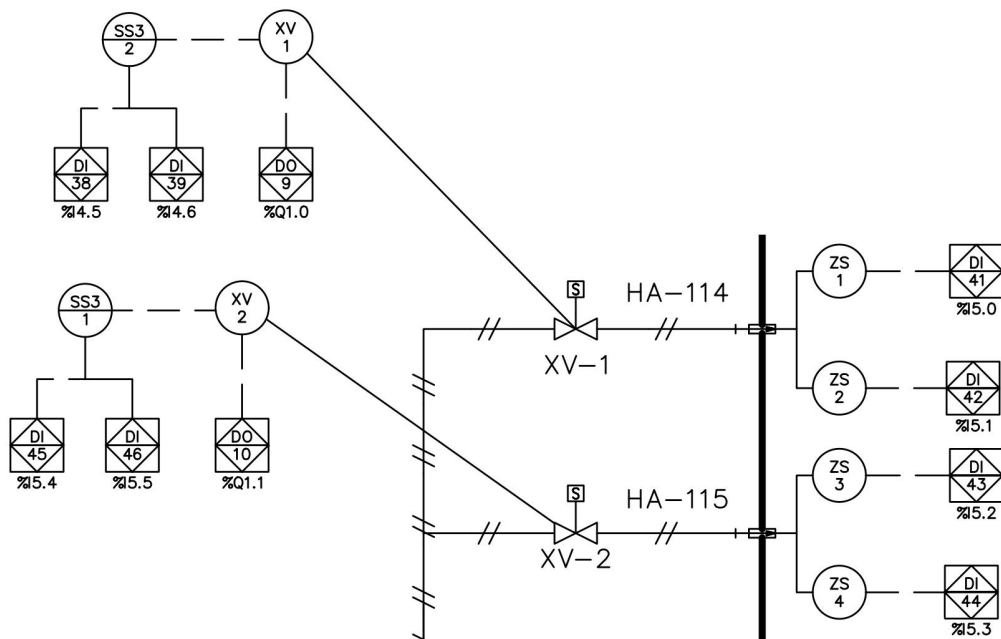 SS3
2
XV
1
DI
38
%I4.5
DI
39
%I4.6
DO
9
%Q1.0
SS3
1
XV
2
DI
45
%I5.4
DI
46
%I5.5
DO
10
%Q1.1
S
HA-114
XV-1
S
HA-115
XV-2
ZS
1
DI
41
%I5.0
ZS
2
DI
42
%I5.1
ZS
3
DI
43
%I5.2
ZS
4
DI
44
%I5.3